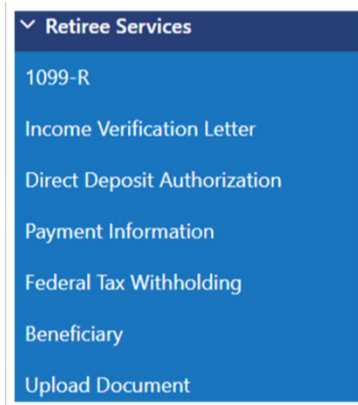 Retiree Services
1099-R
Income Verification Letter
Direct Deposit Authorization
Payment Information
Federal Tax Withholding
Beneficiary
Upload Document